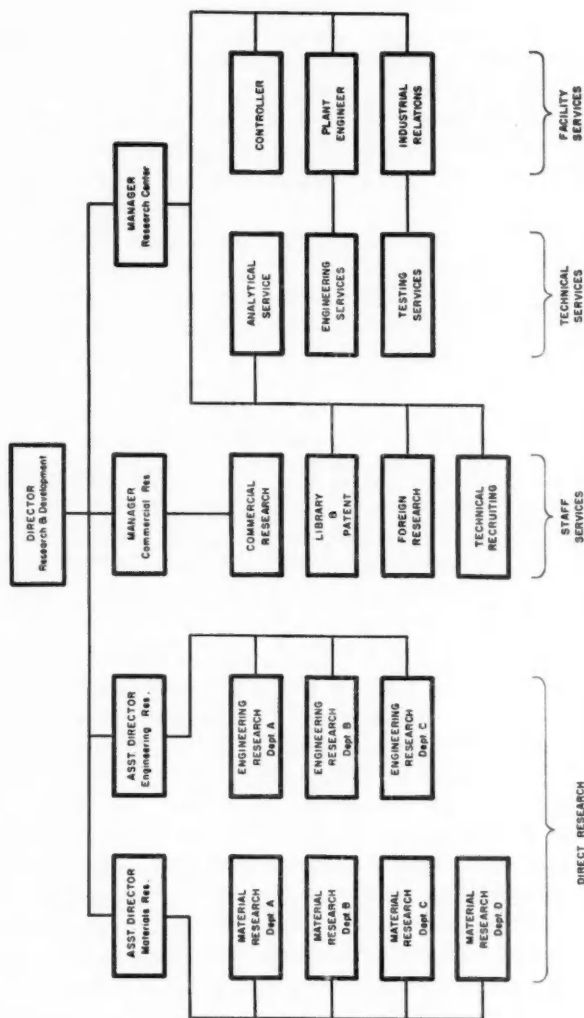 DIRECTOR
Research & Development
ASST DIRECTOR
Materials Res.
ASST DIRECTOR
Engineering Res.
MANAGER
Commercial Res.
MANAGER
Research Center
MATERIAL
RESEARCH
Dept A
MATERIAL
RESEARCH
Dept B
MATERIAL
RESEARCH
Dept C
MATERIAL
RESEARCH
Dept D
ENGINEERING
RESEARCH
Dept A
ENGINEERING
RESEARCH
Dept B
ENGINEERING
RESEARCH
Dept C
COMMERCIAL
RESEARCH
LIBRARY
&
PATENT
FOREIGN
RESEARCH
TECHNICAL
RECRUITING
ANALYTICAL
SERVICE
ENGINEERING
SERVICES
TESTING
SERVICES
CONTROLLER
PLANT
ENGINEER
INDUSTRIAL
RELATIONS
DIRECT RESEARCH
STAFF
SERVICES
TECHNICAL
SERVICES
FACILITY
SERVICES